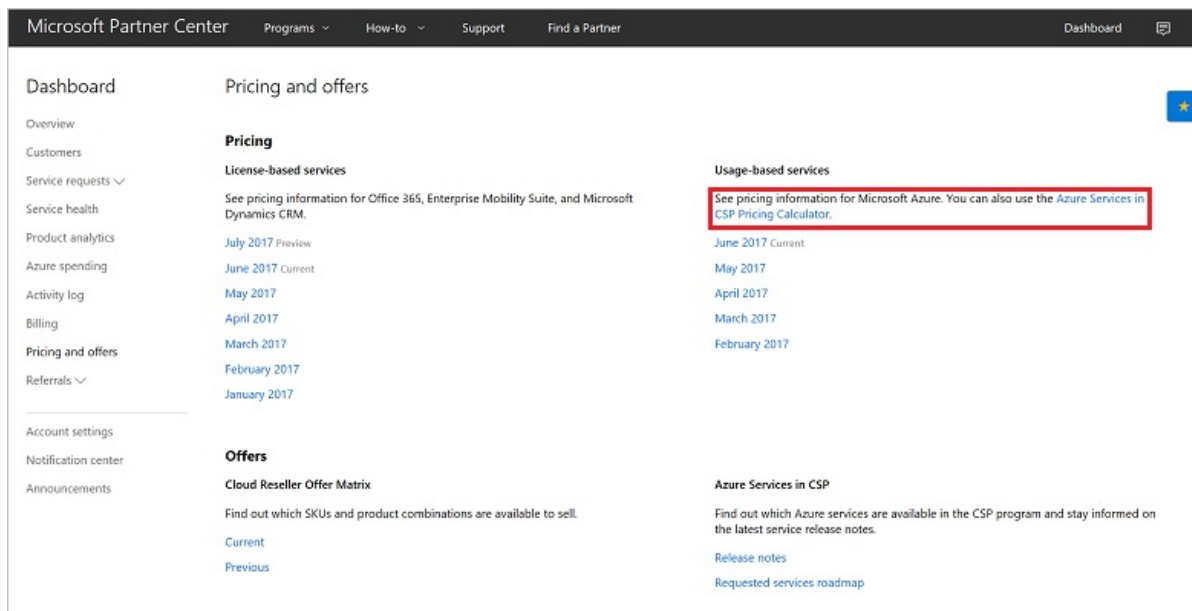 Microsoft Partner Center Programs How-to Support Find a Partner Dashboard
Dashboard
Overview
Customers
Service requests
Service health
Product analytics
Azure spending
Activity log
Billing
Pricing and offers
Referrals
Account settings
Notification center
Announcements
Pricing and offers
Pricing
License-based services
See pricing information for Office 365, Enterprise Mobility Suite, and Microsoft
Dynamics CRM.
July 2017 Preview
June 2017 Current
May 2017
April 2017
March 2017
February 2017
January 2017
Usage-based services
See pricing information for Microsoft Azure. You can also use the Azure Services in
CSP Pricing Calculator.
June 2017 Current
May 2017
April 2017
March 2017
February 2017
Offers
Cloud Reseller Offer Matrix
Find out which SKUs and product combinations are available to sell.
Current
Previous
Azure Services in CSP
Find out which Azure services are available in the CSP program and stay informed on
the latest service release notes.
Release notes
Requested services roadmap